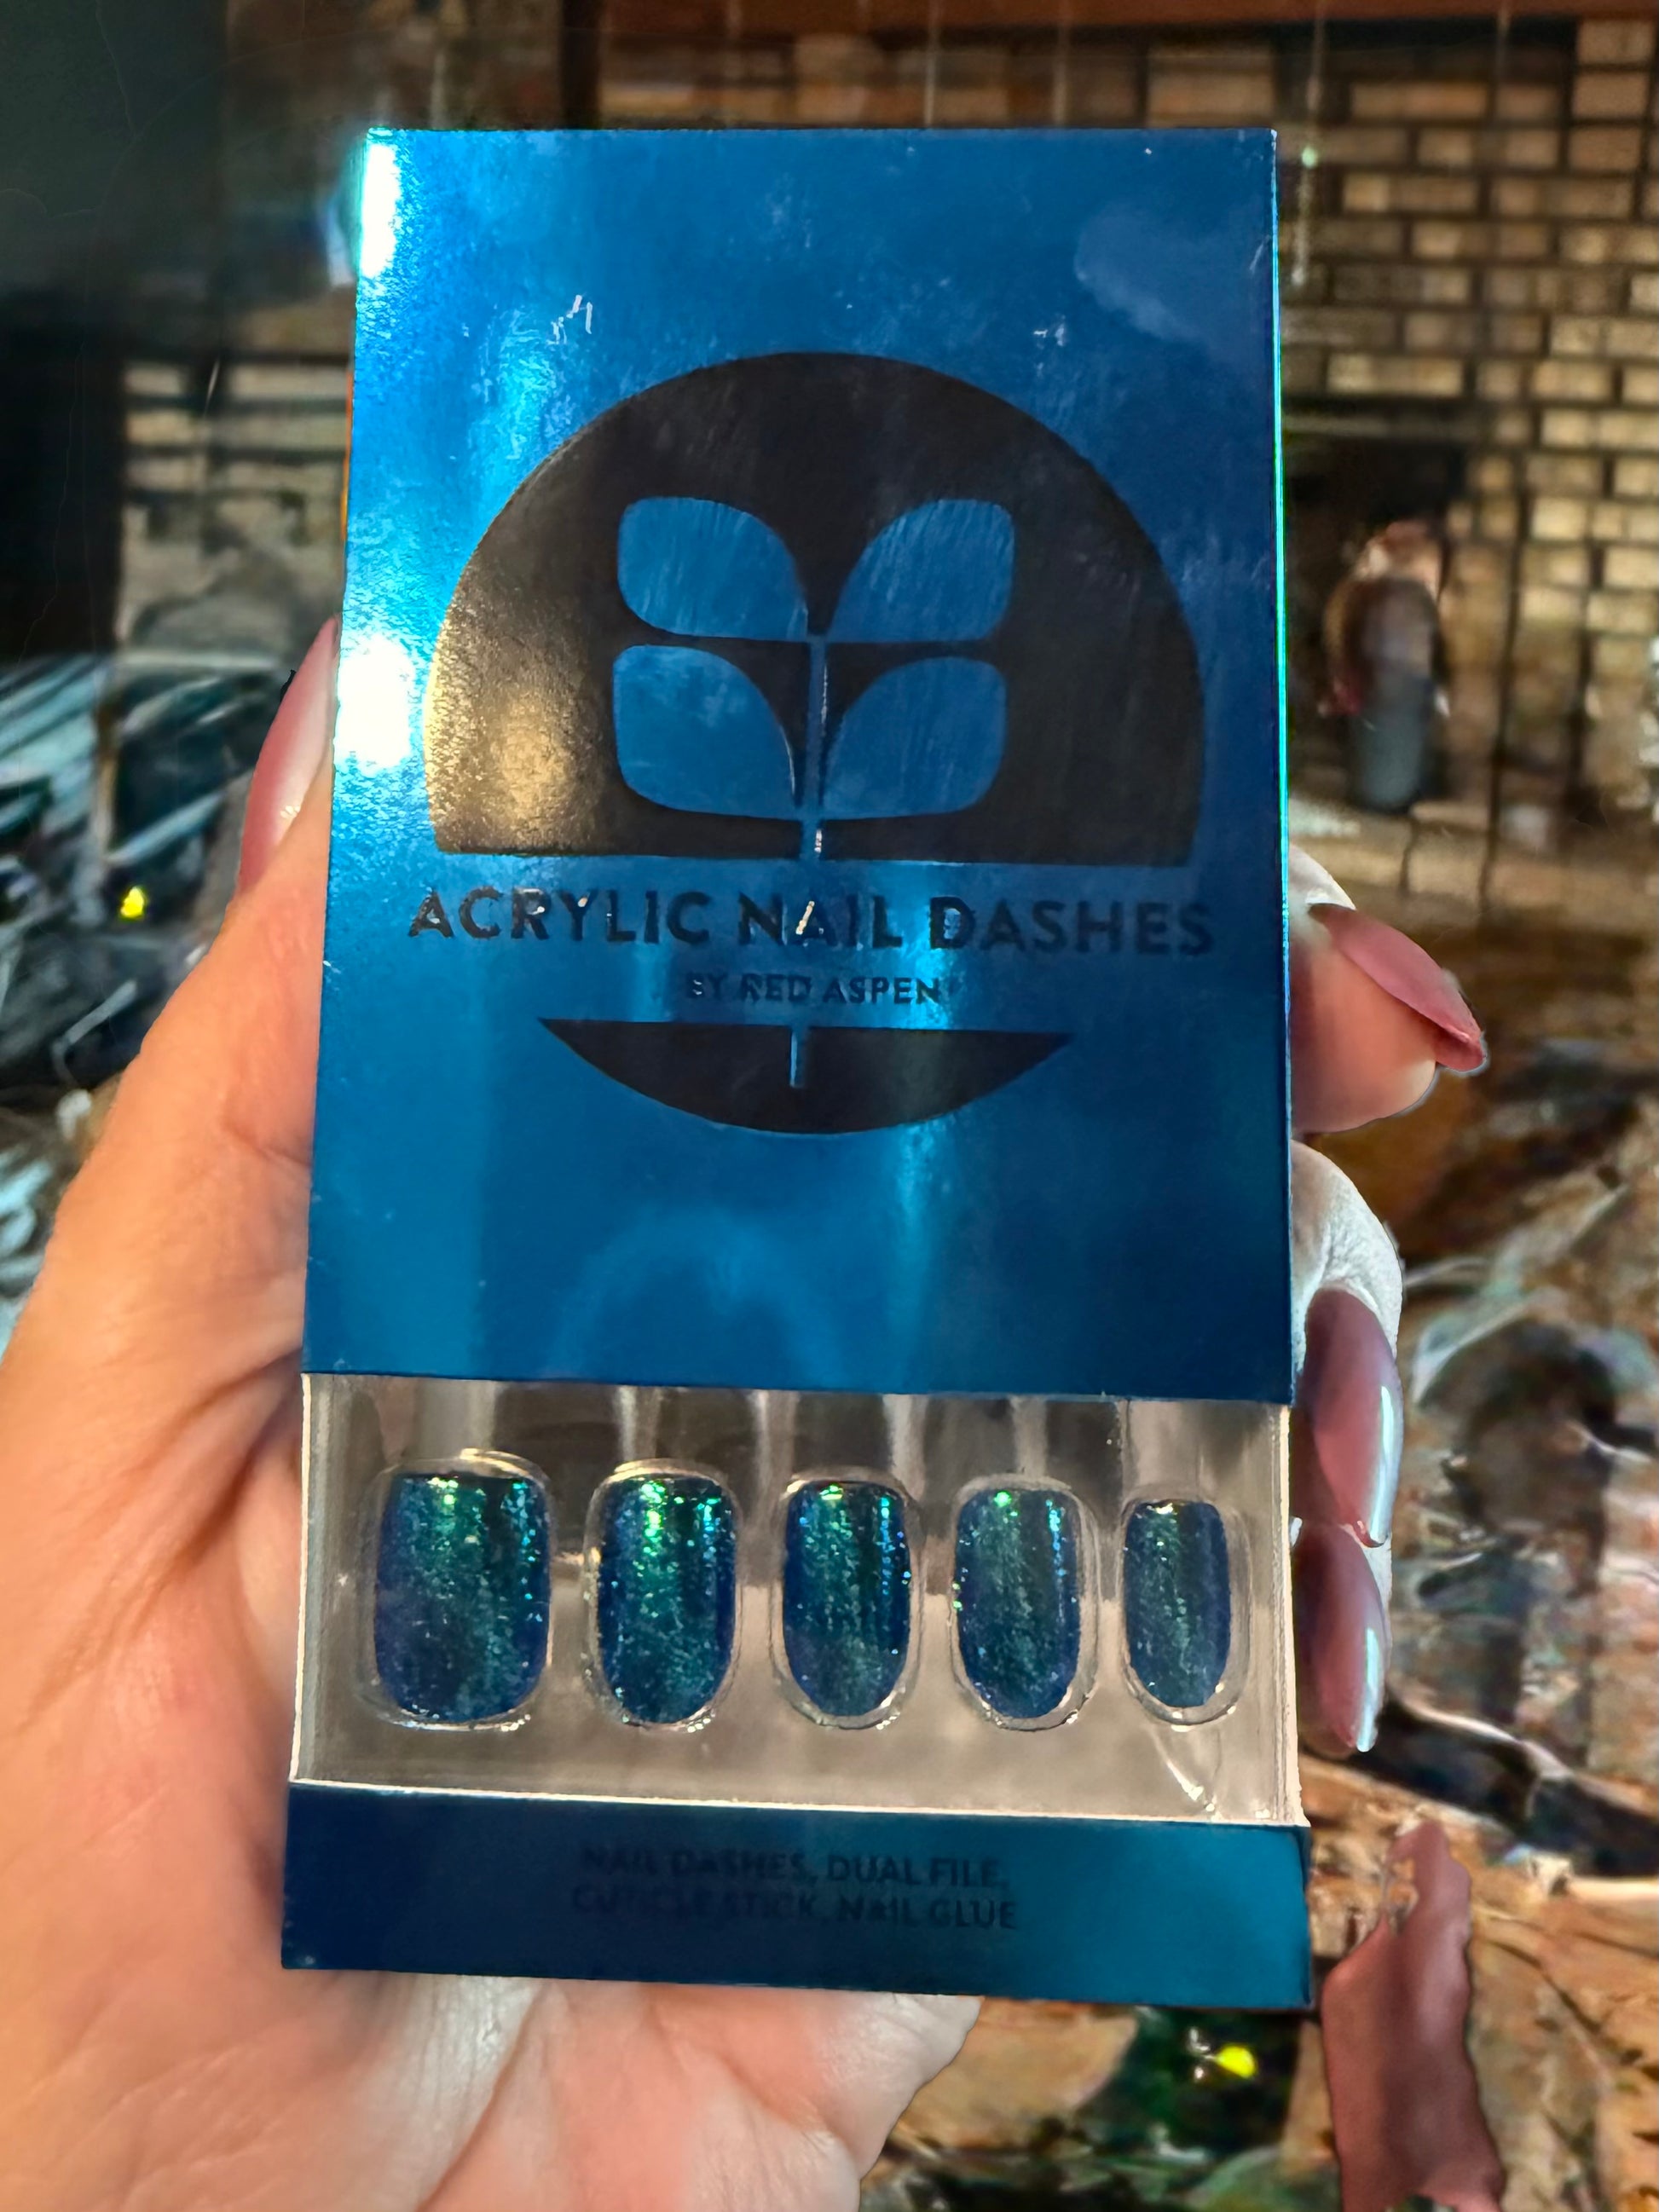 ACRYLIC NAIL DASHES
BY RED ASPEN
NAIL DASHES, DUAL FILE,
CUTICLE STICK, NAIL GLUE